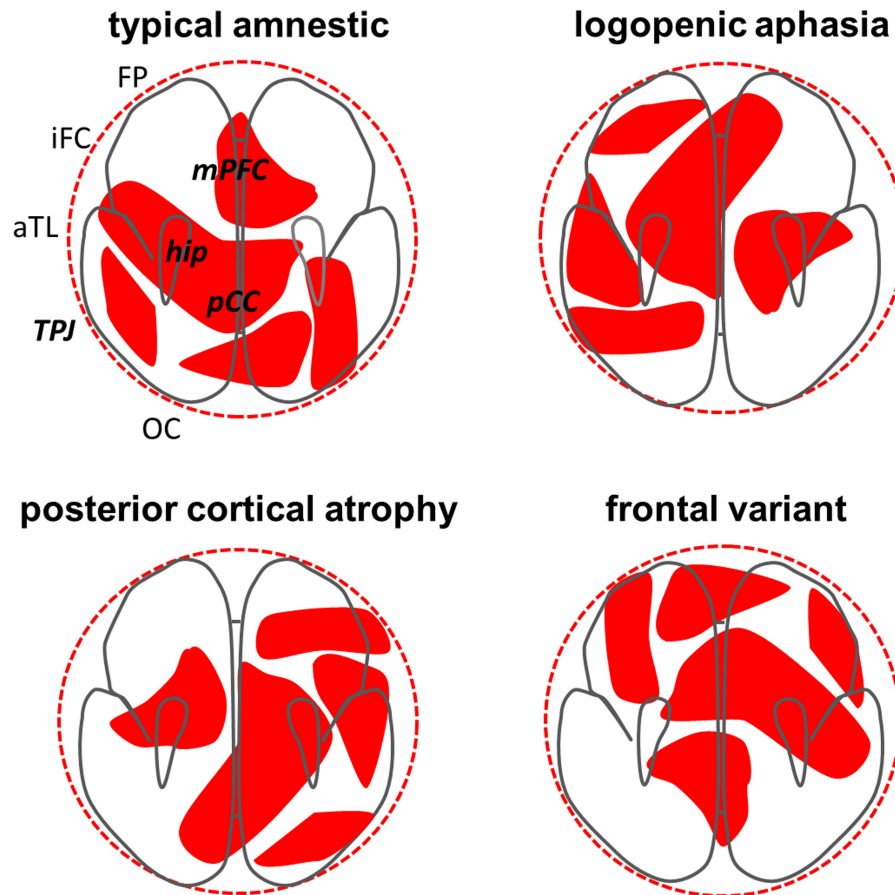 typical amnestic
logopenic aphasia
FP
iFC
mPFC
aTL
hip
pCC
TPJ
OC
posterior cortical atrophy
frontal variant